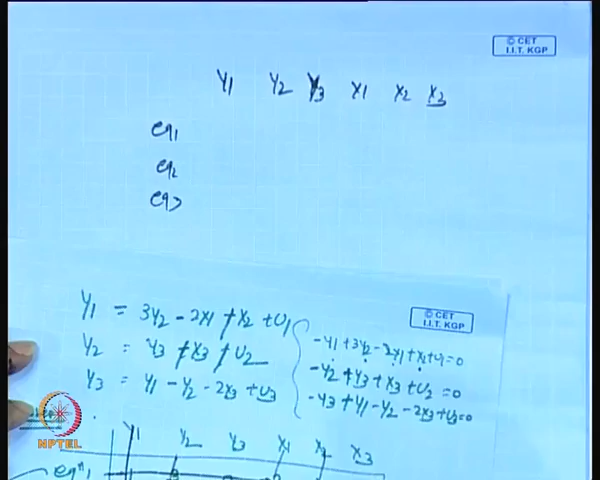 © CET
I.I.T. KGP
Y1 Y2 Y3 X1 X2 X3
eq1
eq2
eq3
© CET
I.I.T. KGP
Y1 = 3Y2 - 2X1 + X2 + U1
Y2 = Y3 + X3 + U2
Y3 = Y1 - Y2 - 2X3 + U3
-Y1 + 3Y2 - 2X1 + X2 + U1 = 0
-Y2 + Y3 + X3 + U2 = 0
-Y3 + Y1 - Y2 - 2X3 + U3 = 0
Y1 Y2 Y3 X1 X2 X3
eqn1
NPTEL